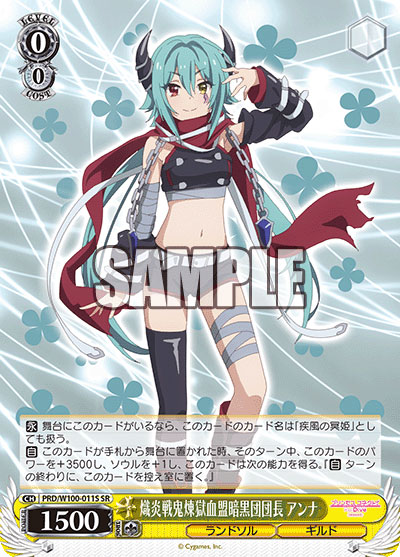 LEVEL
0
0
COST
SAMPLE
永 舞台にこのカードがいるなら、このカードのカード名は「疾風の冥姫」とし
ても扱う。
自 このカードが手札から舞台に置かれた時、そのターン中、このカードのパ
ワーを+3500し、ソウルを+1し、このカードは次の能力を得る。『自 ターン
の終わりに、このカードを控え室に置く。』
CH PRD/W100-011S SR
熾炎戦鬼煉獄血盟暗黒団団長 アンナ
1500
ランドソル
ギルド
© Cygames, Inc.